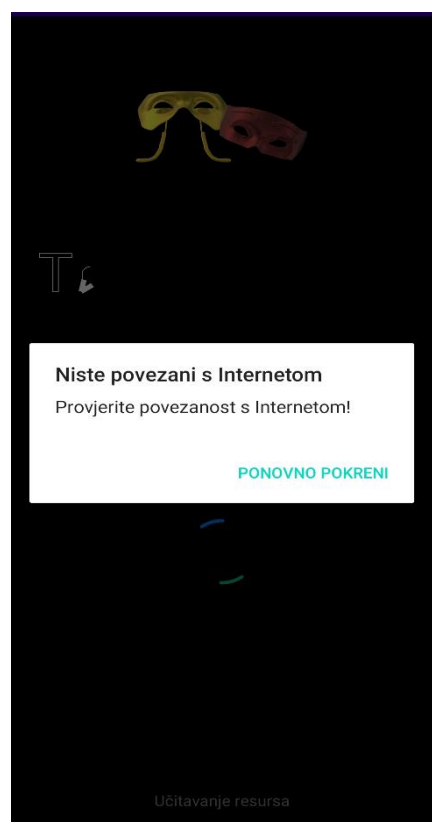 T
Niste povezani s Internetom
Provjerite povezanost s Internetom!
PONOVNO POKRENI
Učitavanje resursa